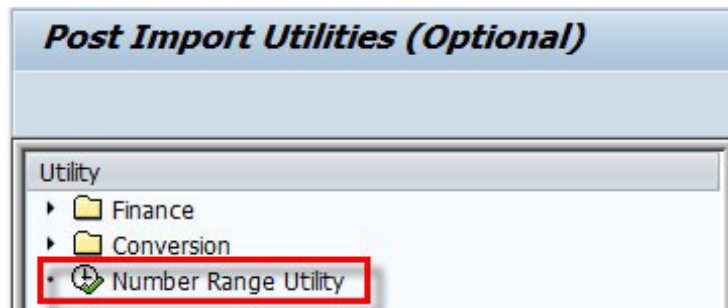 Post Import Utilities (Optional)
Utility
Finance
Conversion
Number Range Utility